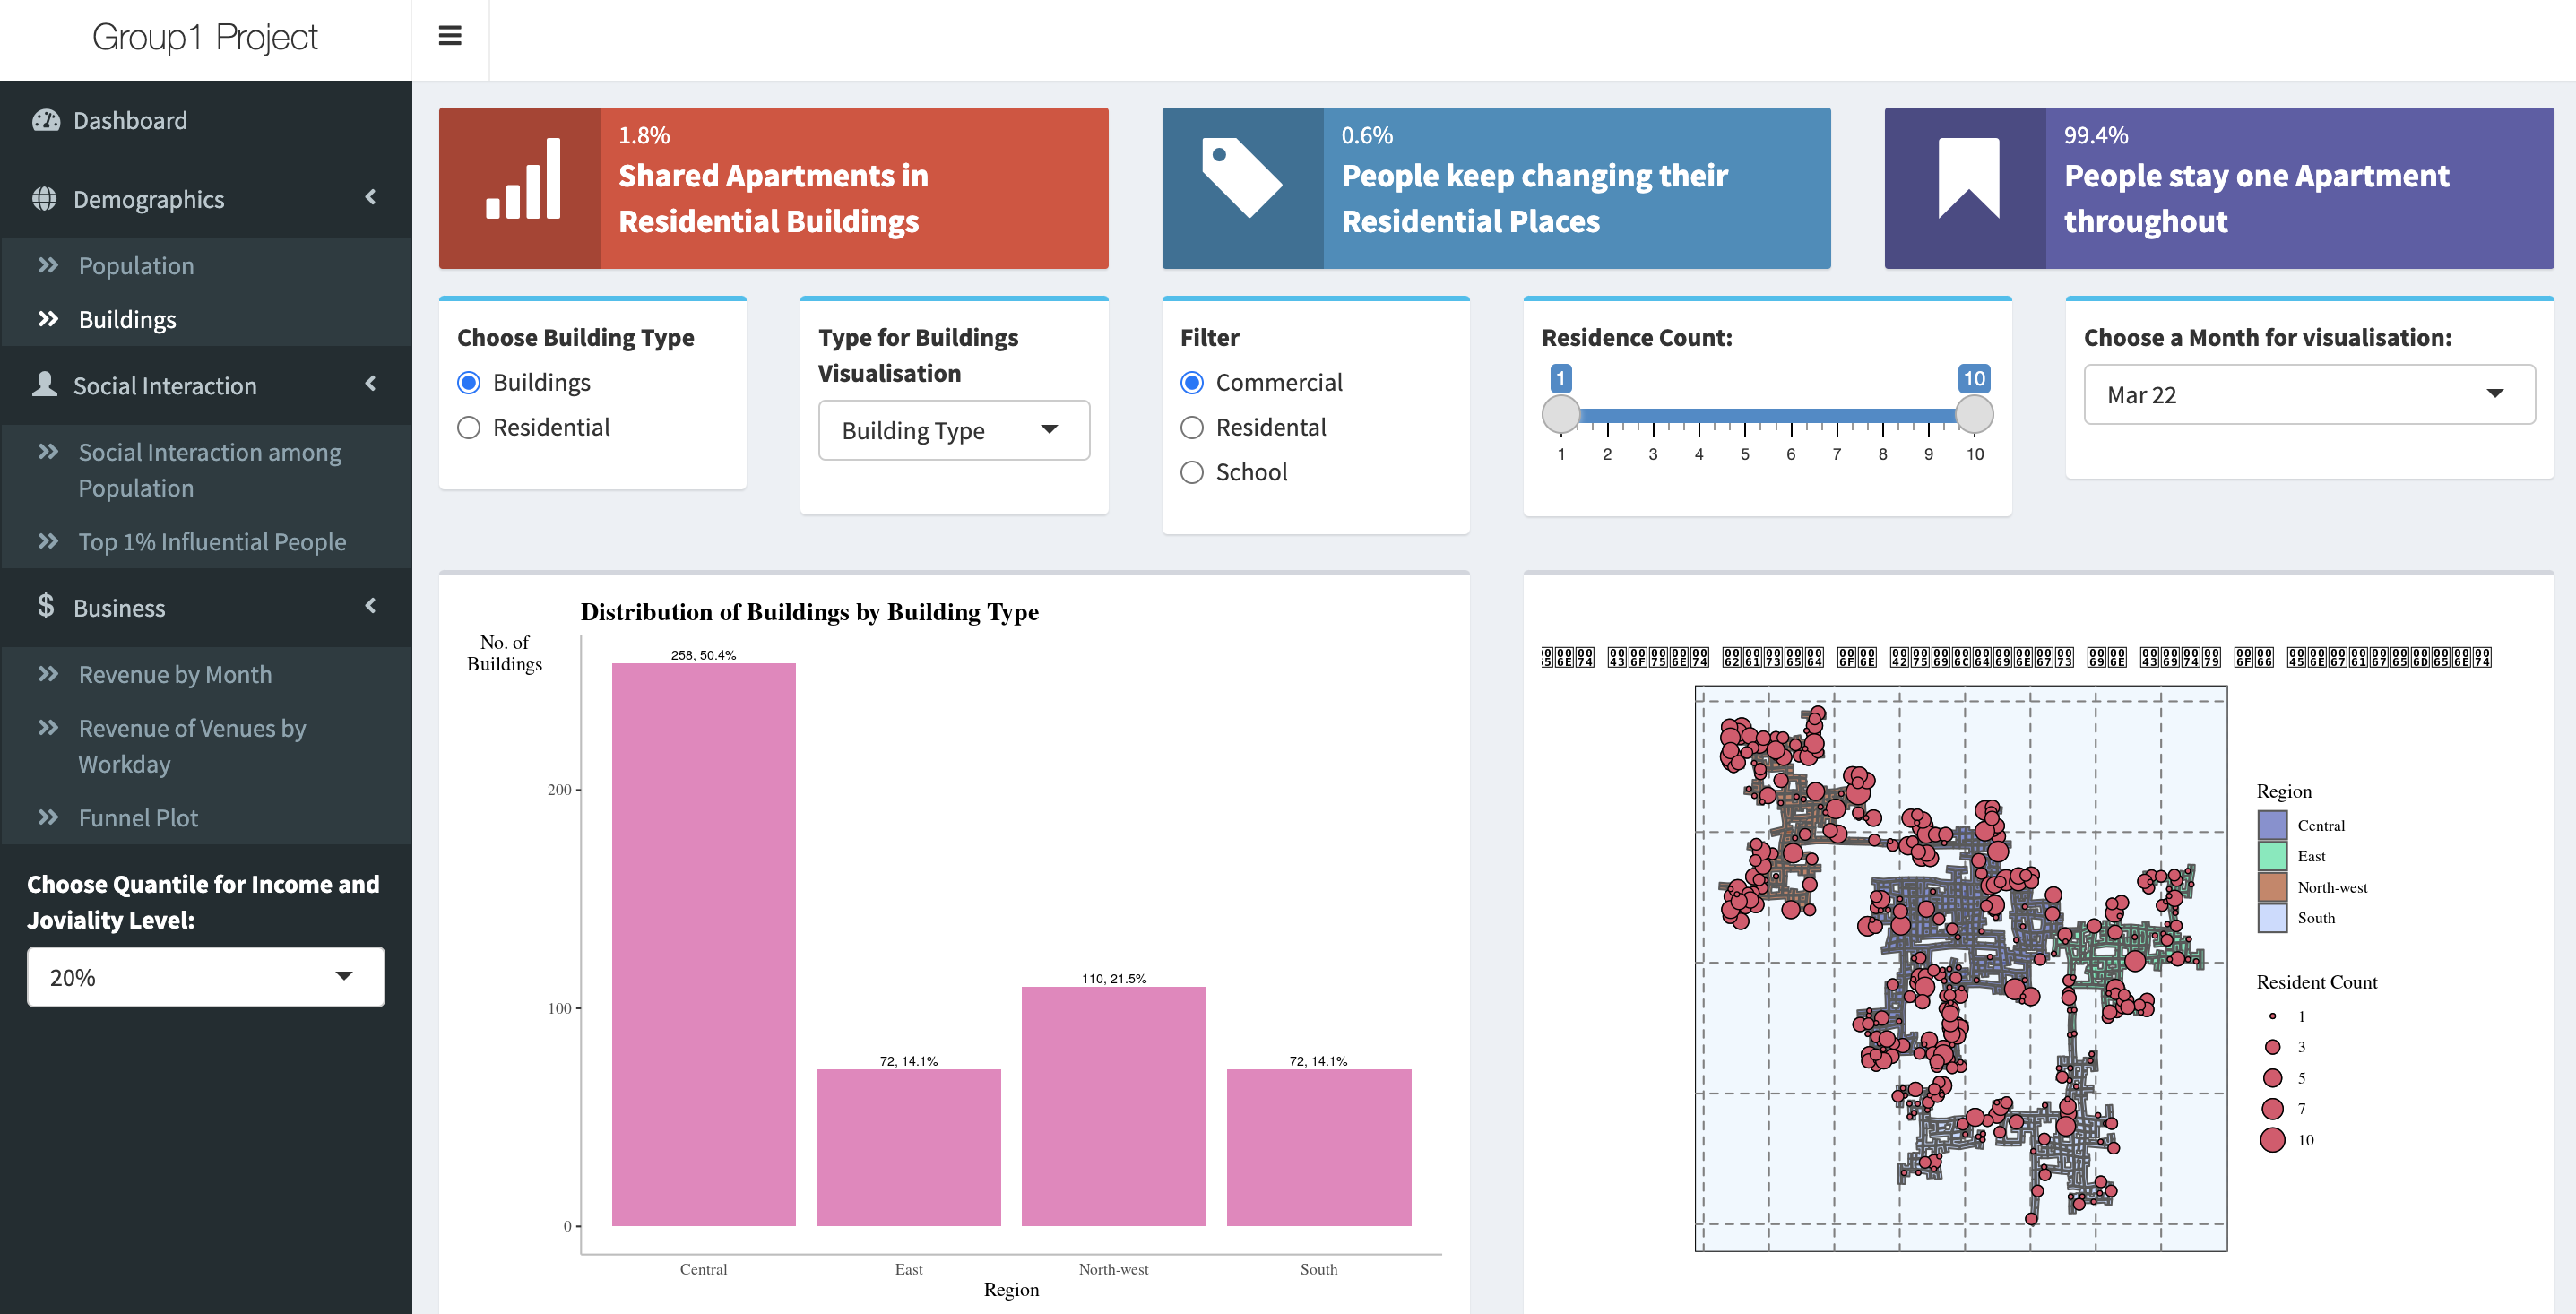 Group1 Project
Dashboard
Demographics
Population
Buildings
Social Interaction
Social Interaction among
Population
Top 1% Influential People
Business
Revenue by Month
Revenue of Venues by
Workday
Funnel Plot
Choose Quantile for Income and
Joviality Level:
20%
1.8%
Shared Apartments in
Residential Buildings
0.6%
People keep changing their
Residential Places
99.4%
People stay one Apartment
throughout
Choose Building Type
Buildings
Residential
Type for Buildings
Visualisation
Building Type
Filter
Commercial
Residental
School
Residence Count:
1 10
1 2 3 4 5 6 7 8 9 10
Choose a Month for visualisation:
Mar 22
Distribution of Buildings by Building Type
No. of
Buildings
258, 50.4%
200
110, 21.5%
100
72, 14.1%
72, 14.1%
0
Central East North-west South
Region
Region
Central
East
North-west
South
Resident Count
1
3
5
7
10